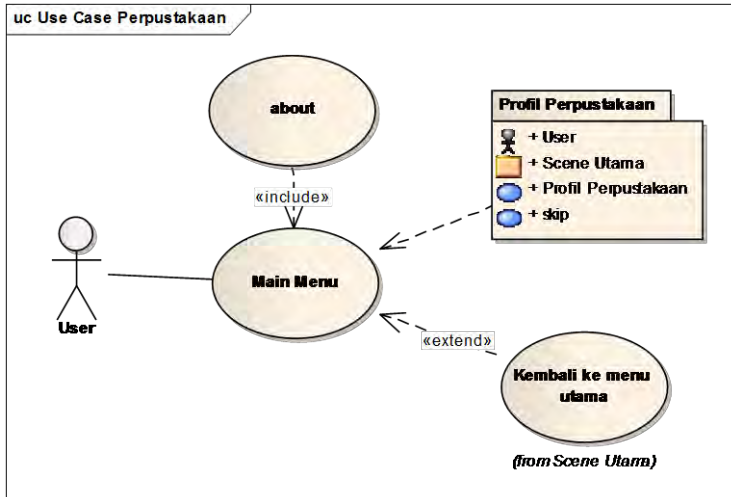 uc Use Case Perpustakaan
about
Profil Perpustakaan
+ User
+ Scene Utama
+ Profil Perpustakaan
+ skip
«include»
Main Menu
User
«extend»
Kembali ke menu
utama
(from Scene Utama)